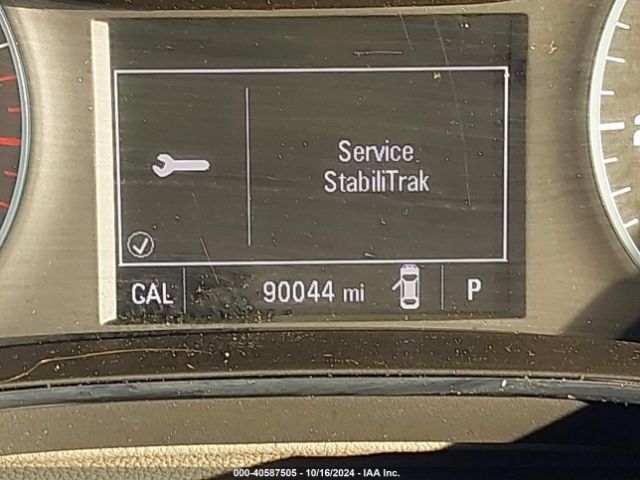 Service
StabiliTrak
CAL 90044 mi P
000-40587505 - 10/16/2024 - IAA Inc.